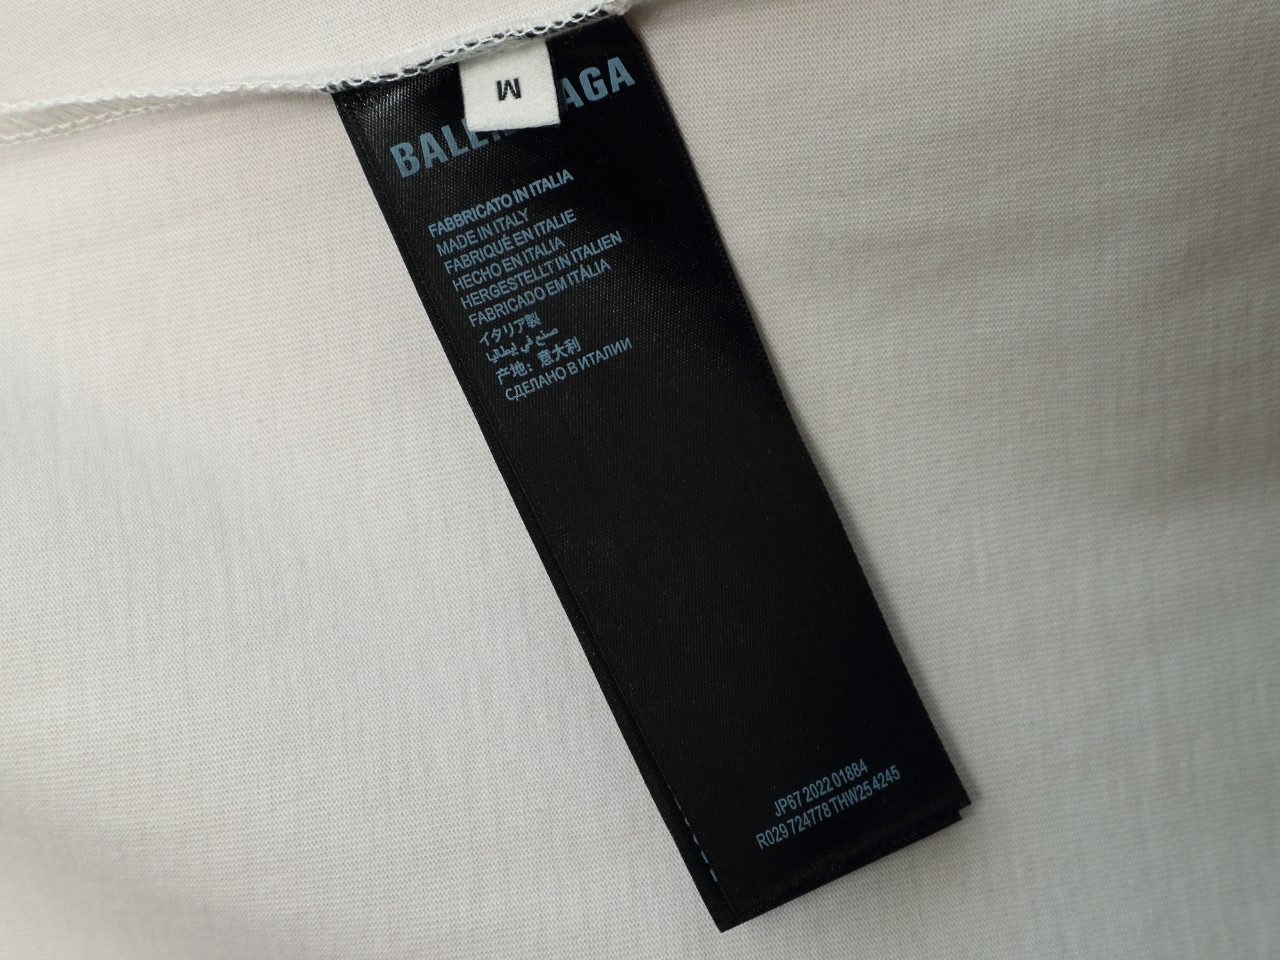 M
BALENCIAGA
FABBRICATO IN ITALIA
MADE IN ITALY
FABRIQUÉ EN ITALIE
HECHO EN ITALIA
HERGESTELLT IN ITALIEN
FABRICADO EM ITÁLIA
イタリア製
صنع في إيطاليا
产地：意大利
СДЕЛАНО В ИТАЛИИ
JP67 2022 01884
R029 724778 THW25 4245